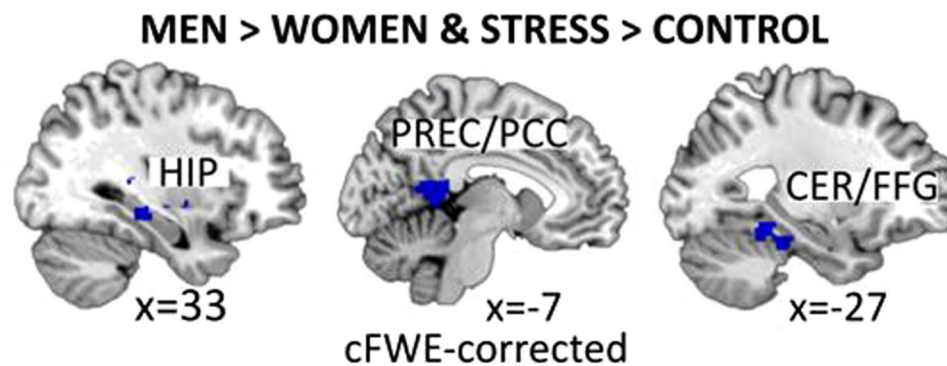 MEN > WOMEN & STRESS > CONTROL
HIP
PREC/PCC
CER/FFG
x=33
x=-7
x=-27
cFWE-corrected